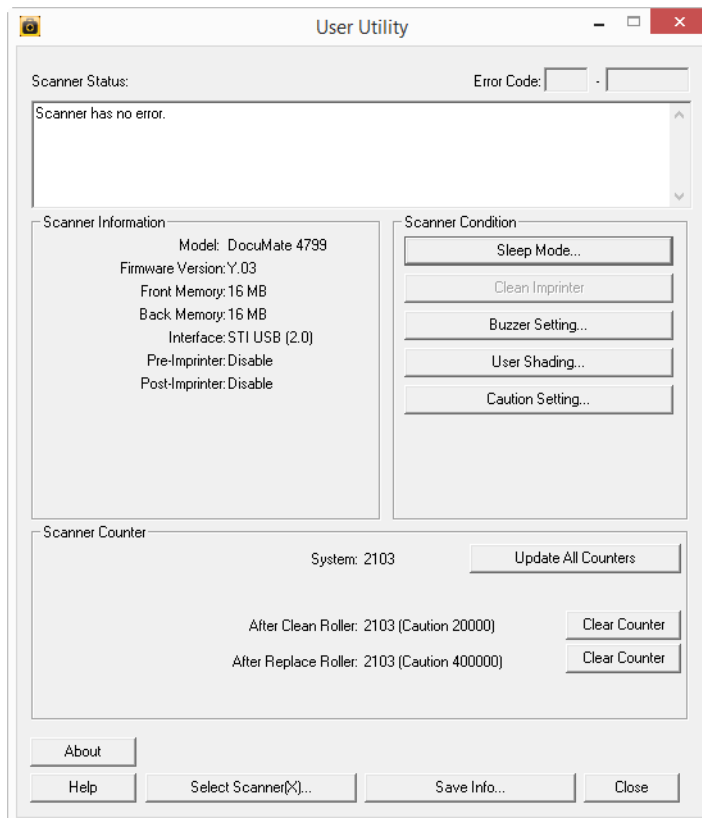 User Utility
Scanner Status:
Error Code: -
Scanner has no error.
Scanner Information
Model: DocuMate 4799
Firmware Version: Y.03
Front Memory: 16 MB
Back Memory: 16 MB
Interface: STI USB (2.0)
Pre-Imprinter: Disable
Post-Imprinter: Disable
Scanner Condition
Sleep Mode...
Clean Imprinter
Buzzer Setting...
User Shading...
Caution Setting...
Scanner Counter
System: 2103 Update All Counters
After Clean Roller: 2103 (Caution 20000) Clear Counter
After Replace Roller: 2103 (Caution 400000) Clear Counter
About
Help Select Scanner(X)... Save Info... Close